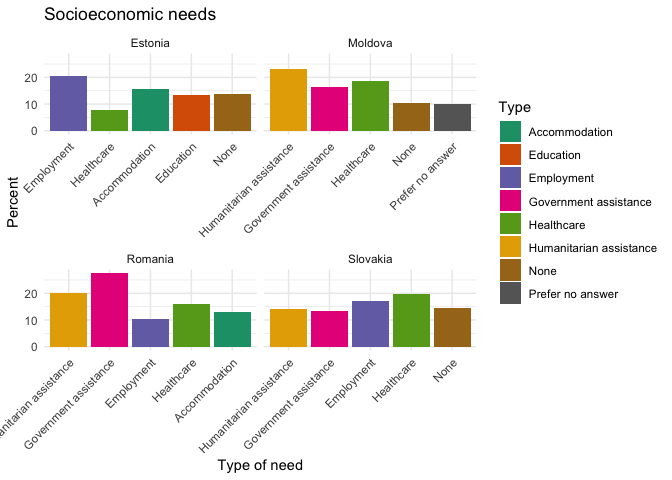 Socioeconomic needs
Estonia
Moldova
20
10
0
Employment
Healthcare
Accommodation
Education
None
Humanitarian assistance
Government assistance
Healthcare
None
Prefer no answer
Percent
Romania
Slovakia
20
10
0
nanitarian assistance
Government assistance
Employment
Healthcare
Accommodation
Humanitarian assistance
Government assistance
Employment
Healthcare
None
Type of need
Type
Accommodation
Education
Employment
Government assistance
Healthcare
Humanitarian assistance
None
Prefer no answer